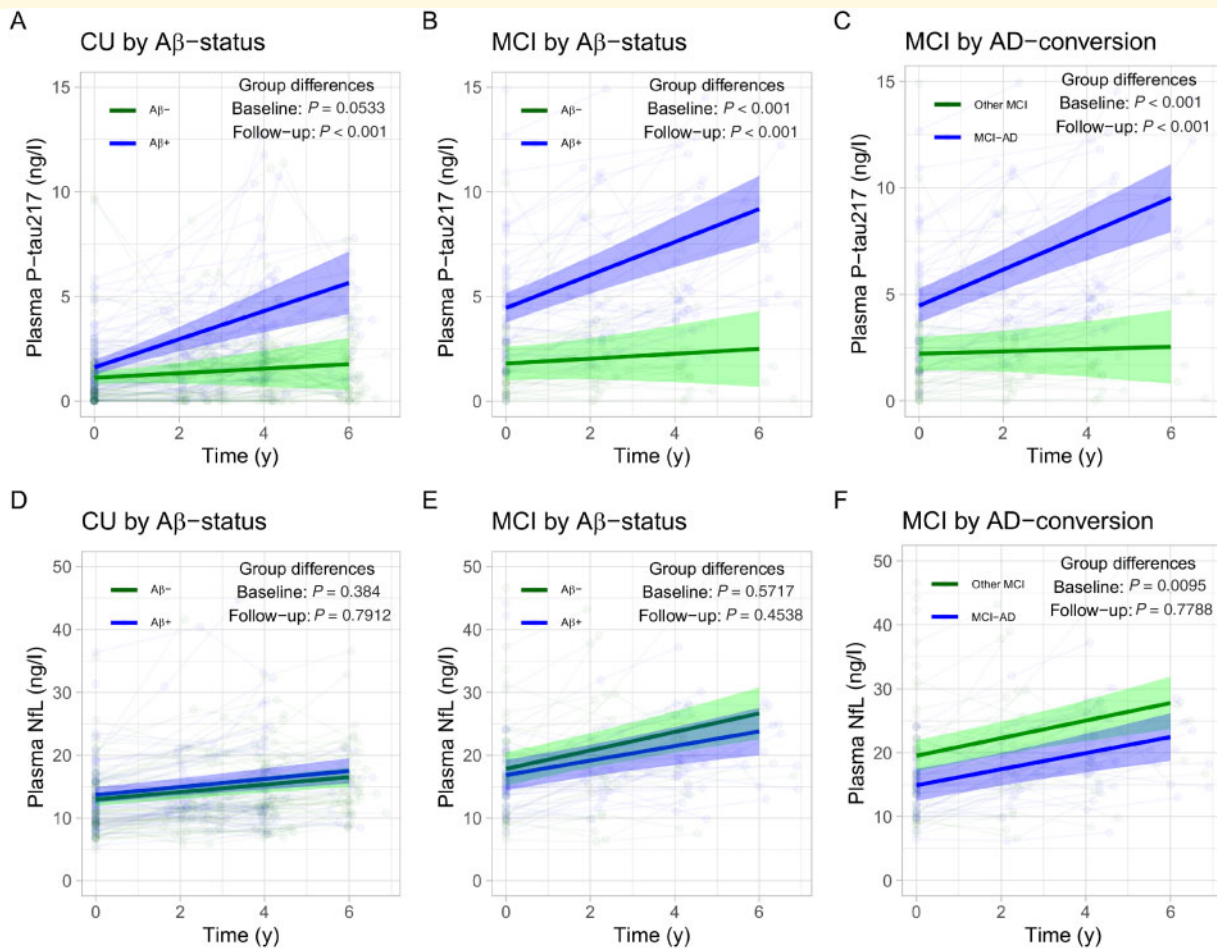 A
CU by Aβ−status
Group differences
Baseline: P = 0.0533
Follow-up: P < 0.001
Aβ−
Aβ+
Plasma P−tau217 (ng/l)
15
10
5
0
0 2 4 6
Time (y)
B
MCI by Aβ−status
Group differences
Baseline: P < 0.001
Follow-up: P < 0.001
Aβ−
Aβ+
Plasma P−tau217 (ng/l)
15
10
5
0
0 2 4 6
Time (y)
C
MCI by AD−conversion
Group differences
Baseline: P < 0.001
Follow-up: P < 0.001
Other MCI
MCI−AD
Plasma P−tau217 (ng/l)
15
10
5
0
0 2 4 6
Time (y)
D
CU by Aβ−status
Group differences
Baseline: P = 0.384
Follow-up: P = 0.7912
Aβ−
Aβ+
Plasma NfL (ng/l)
50
40
30
20
10
0
0 2 4 6
Time (y)
E
MCI by Aβ−status
Group differences
Baseline: P = 0.5717
Follow-up: P = 0.4538
Aβ−
Aβ+
Plasma NfL (ng/l)
50
40
30
20
10
0
0 2 4 6
Time (y)
F
MCI by AD−conversion
Group differences
Baseline: P = 0.0095
Follow-up: P = 0.7788
Other MCI
MCI−AD
Plasma NfL (ng/l)
50
40
30
20
10
0
0 2 4 6
Time (y)